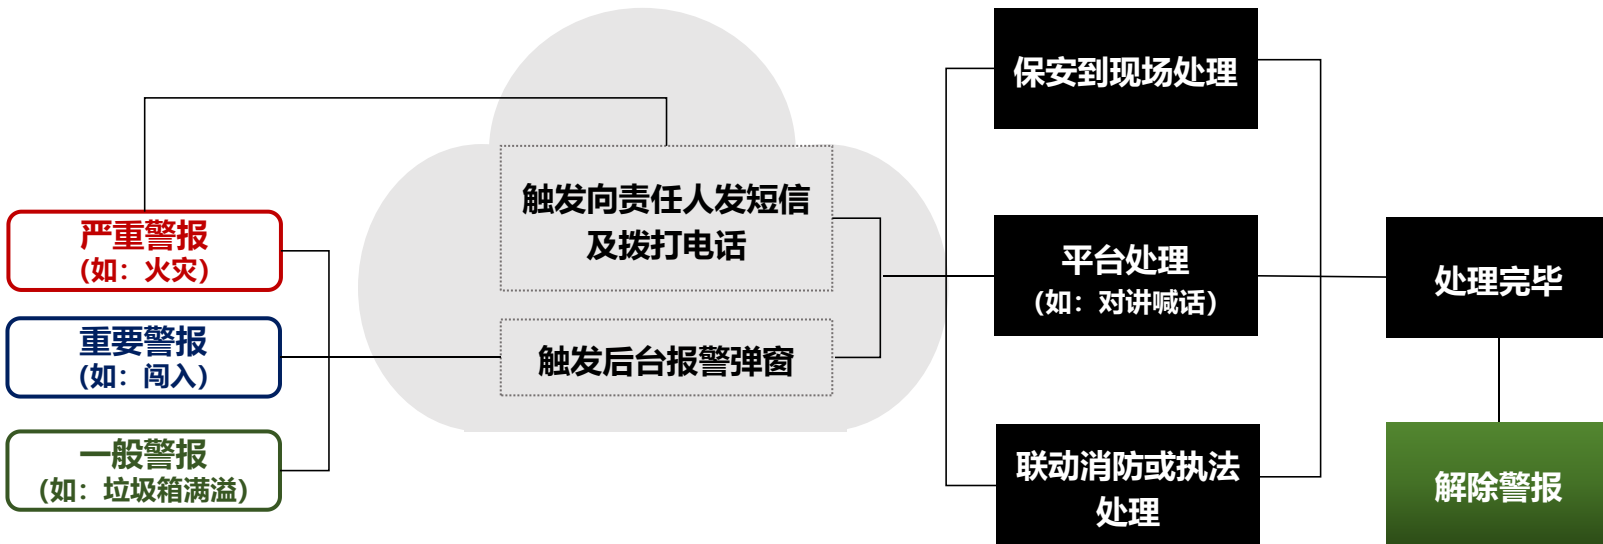 严重警报
(如：火灾)
重要警报
(如：闯入)
一般警报
(如：垃圾箱满溢)
触发向责任人发短信
及拨打电话
触发后台报警弹窗
保安到现场处理
平台处理
(如：对讲喊话)
联动消防或执法
处理
处理完毕
解除警报